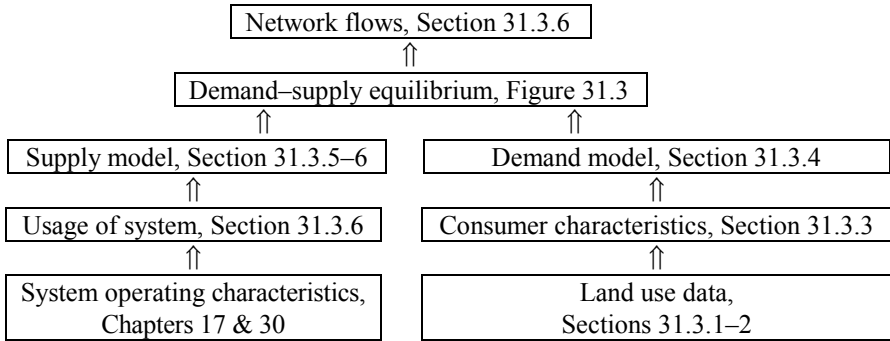 Network flows, Section 31.3.6
⇑
Demand–supply equilibrium, Figure 31.3
⇑ ⇑
Supply model, Section 31.3.5–6
Demand model, Section 31.3.4
⇑ ⇑
Usage of system, Section 31.3.6
Consumer characteristics, Section 31.3.3
⇑ ⇑
System operating characteristics,
Chapters 17 & 30
Land use data,
Sections 31.3.1–2